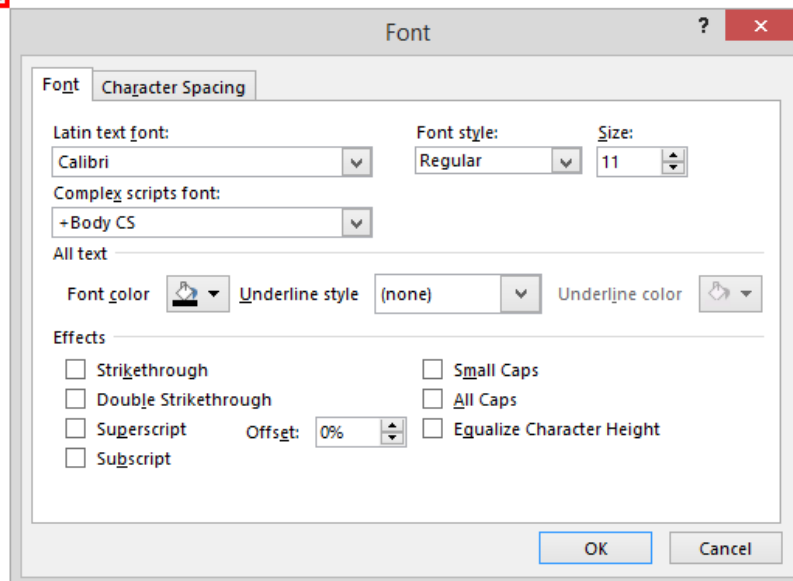 Font ?
Font Character Spacing
Latin text font: Font style: Size:
Calibri Regular 11
Complex scripts font:
+Body CS
All text
Font color Underline style (none) Underline color
Effects
Strikethrough Small Caps
Double Strikethrough All Caps
Superscript Offset: 0% Equalize Character Height
Subscript
OK Cancel